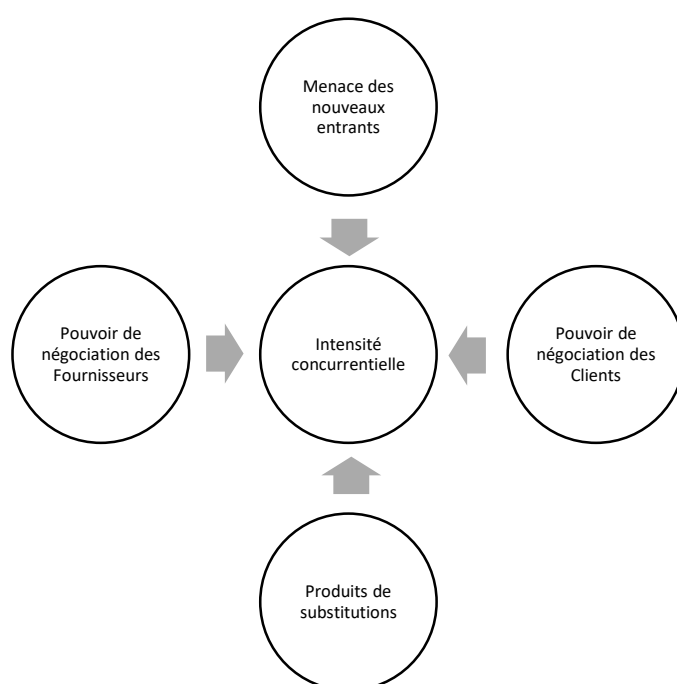 Menace des
nouveaux
entrants
Pouvoir de
négociation des
Fournisseurs
Intensité
concurrentielle
Pouvoir de
négociation des
Clients
Produits de
substitutions